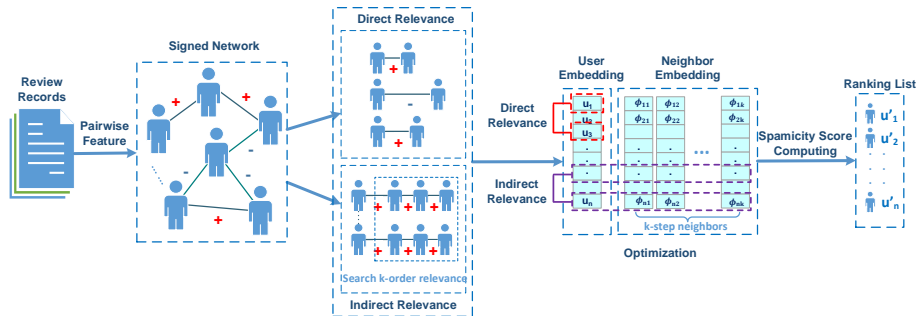 Review
Records
Pairwise
Feature
Signed Network
+
+
-
-
-
+
+
Direct Relevance
+
-
+
+ + +
+ + +
Search k-order relevance
Indirect Relevance
Direct
Relevance
Indirect
Relevance
User
Embedding
u₁
u₂
u₃
.
.
.
.
uₙ
Neighbor
Embedding
ϕ₁₁ ϕ₁₂ ϕ₁ₖ
ϕ₂₁ ϕ₂₂ ϕ₂ₖ
. . .
. . ... .
. . .
. . .
ϕₙ₁ ϕₙ₂ ϕₙₖ
k-step neighbors
Optimization
Spamicity Score
Computing
Ranking List
u'₁
u'₂
. .
. .
u'ₙ